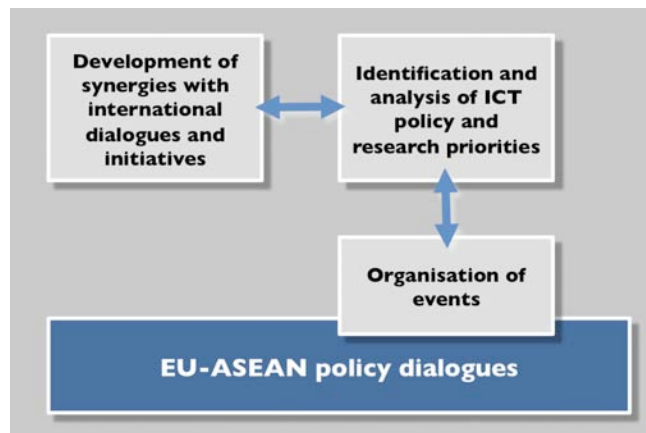 Development of
synergies with
international
dialogues and
initiatives
Identification and
analysis of ICT
policy and
research priorities
Organisation of
events
EU-ASEAN policy dialogues